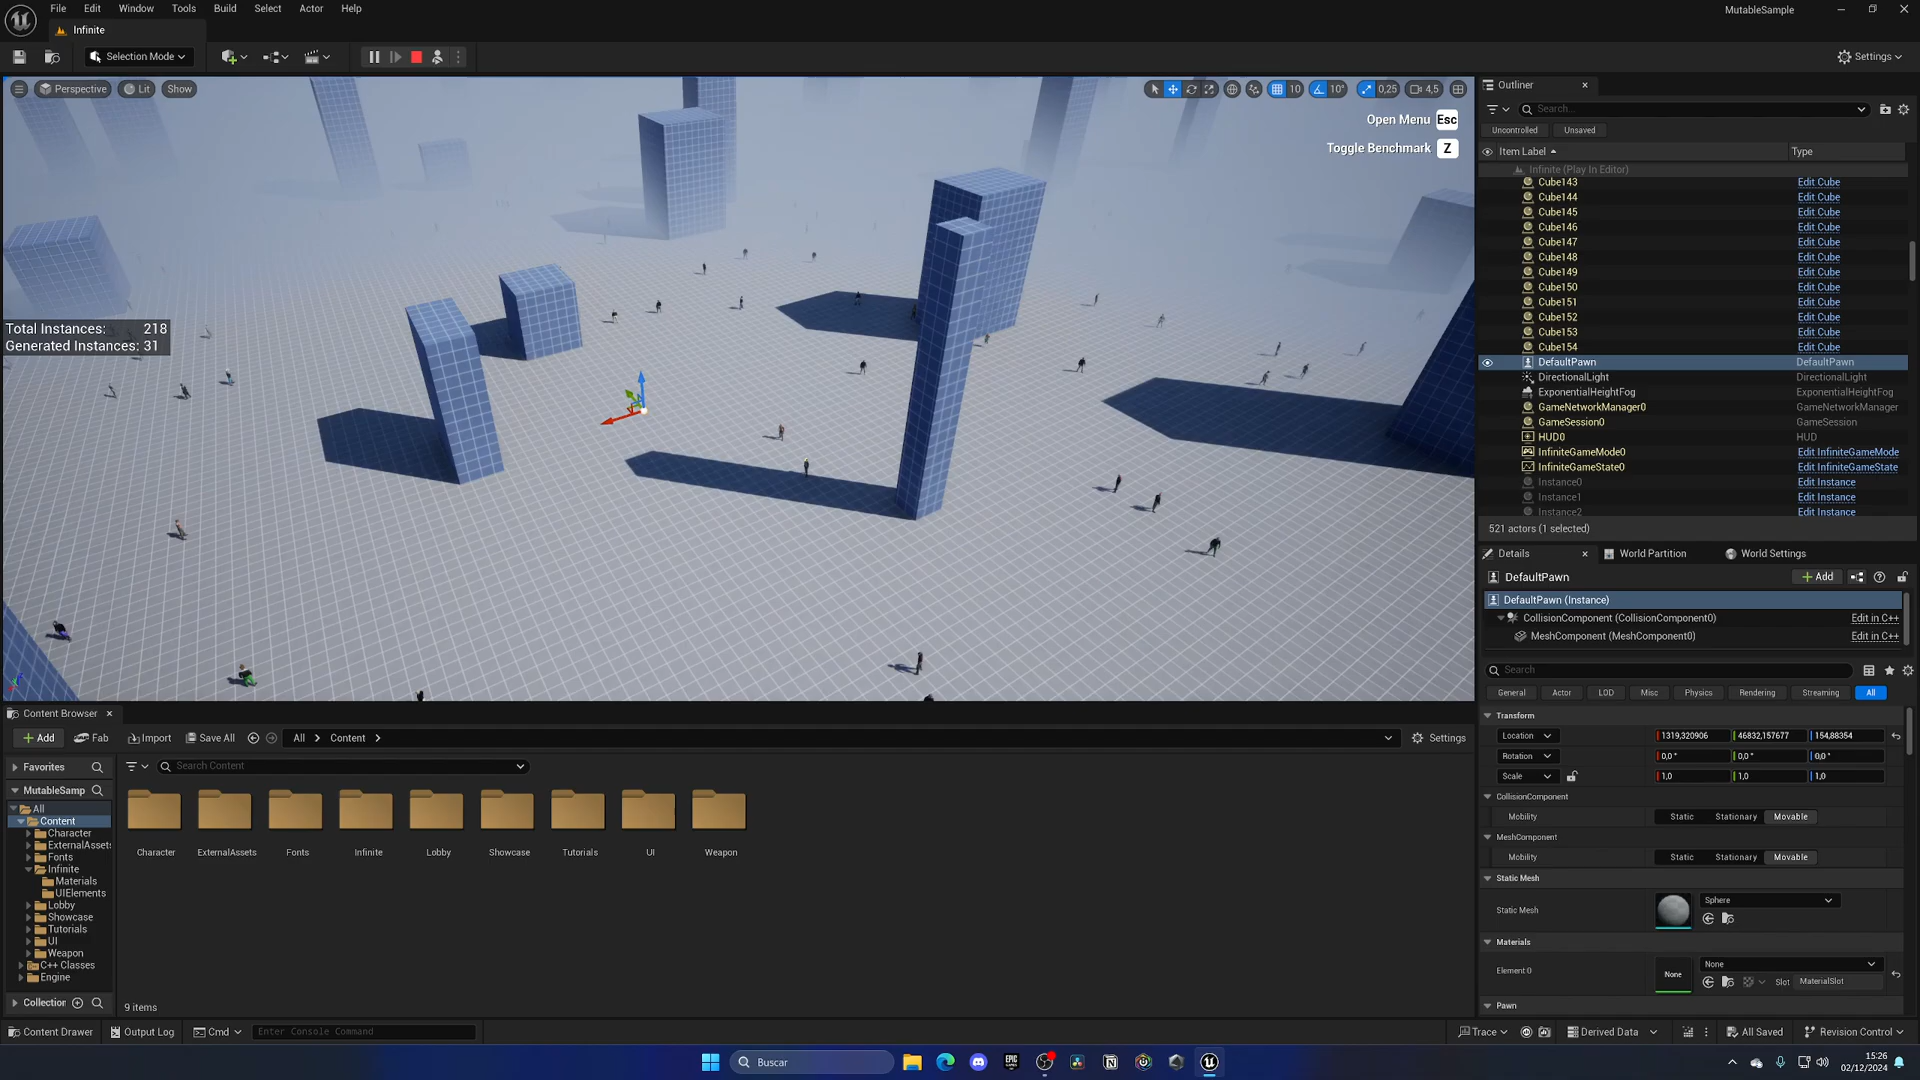 File Edit Window Tools Build Select Actor Help
MutableSample
Infinite
Selection Mode
Settings
Perspective Lit Show
10 10° 0,25 4,5
Open Menu Esc
Toggle Benchmark Z
Total Instances: 218
Generated Instances: 31
Outliner
Search...
Uncontrolled Unsaved
Item Label Type
Infinite (Play In Editor)
Cube143 Edit Cube
Cube144 Edit Cube
Cube145 Edit Cube
Cube146 Edit Cube
Cube147 Edit Cube
Cube148 Edit Cube
Cube149 Edit Cube
Cube150 Edit Cube
Cube151 Edit Cube
Cube152 Edit Cube
Cube153 Edit Cube
Cube154 Edit Cube
DefaultPawn DefaultPawn
DirectionalLight DirectionalLight
ExponentialHeightFog ExponentialHeightFog
GameNetworkManager0 GameNetworkManager
GameSession0 GameSession
HUD0 HUD
InfiniteGameMode0 Edit InfiniteGameMode
InfiniteGameState0 Edit InfiniteGameState
Instance0 Edit Instance
Instance1 Edit Instance
Instance2 Edit Instance
521 actors (1 selected)
Details World Partition World Settings
DefaultPawn Add
DefaultPawn (Instance)
CollisionComponent (CollisionComponent0) Edit in C++
MeshComponent (MeshComponent0) Edit in C++
Search
General Actor LOD Misc Physics Rendering Streaming All
Transform
Location 1319,320906 46832,157677 154,88354
Rotation 0,0 ° 0,0 ° 0,0 °
Scale 1,0 1,0 1,0
CollisionComponent
Mobility Static Stationary Movable
MeshComponent
Mobility Static Stationary Movable
Static Mesh
Static Mesh Sphere
Materials
Element 0 None None
Slot MaterialSlot
Pawn
Content Browser
Add Fab Import Save All All Content Settings
Favorites
Search Content
MutableSamp
All
Content
Character
ExternalAssets
Fonts
Infinite
Materials
UIElements
Lobby
Showcase
Tutorials
UI
Weapon
C++ Classes
Engine
Collection
Character ExternalAssets Fonts Infinite Lobby Showcase Tutorials UI Weapon
9 items
Content Drawer Output Log Cmd Enter Console Command
Trace Derived Data All Saved Revision Control
Buscar
EPIC GAMES
15:26
02/12/2024